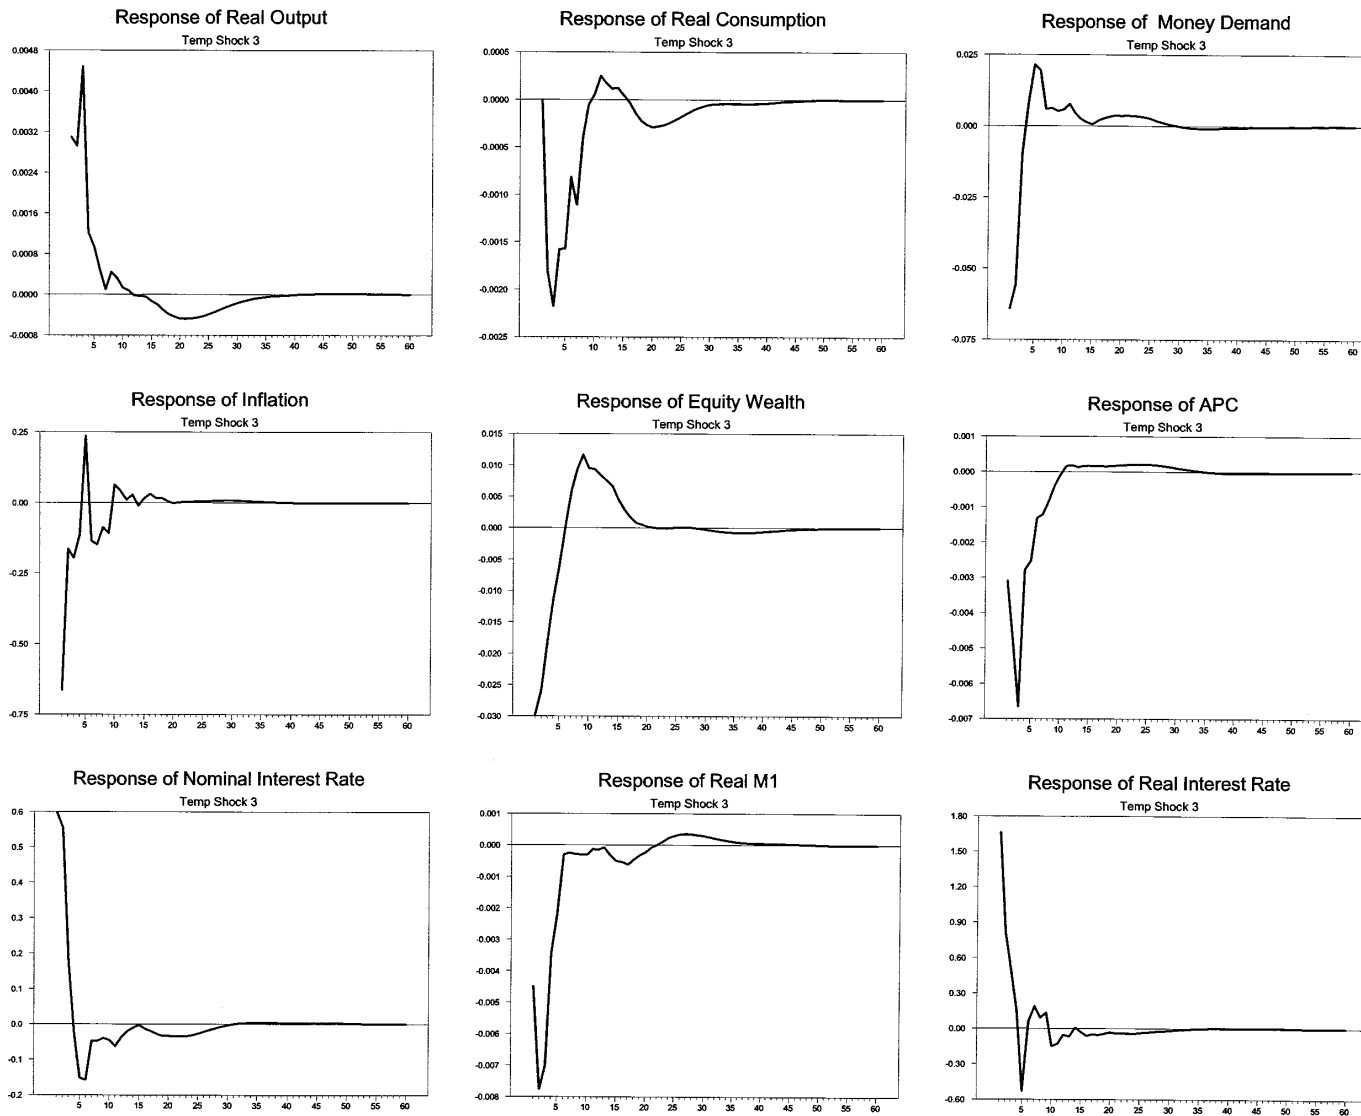 Response of Real Output
Temp Shock 3
0.0048
0.0040
0.0032
0.0024
0.0016
0.0008
0.0000
-0.0008
5 10 15 20 25 30 35 40 45 50 55 60
Response of Real Consumption
Temp Shock 3
0.0005
0.0000
-0.0005
-0.0010
-0.0015
-0.0020
-0.0025
5 10 15 20 25 30 35 40 45 50 55 60
Response of Money Demand
Temp Shock 3
0.025
0.000
-0.025
-0.050
-0.075
5 10 15 20 25 30 35 40 45 50 55 60
Response of Inflation
Temp Shock 3
0.25
0.00
-0.25
-0.50
-0.75
5 10 15 20 25 30 35 40 45 50 55 60
Response of Equity Wealth
Temp Shock 3
0.015
0.010
0.005
0.000
-0.005
-0.010
-0.015
-0.020
-0.025
-0.030
5 10 15 20 25 30 35 40 45 50 55 60
Response of APC
Temp Shock 3
0.001
0.000
-0.001
-0.002
-0.003
-0.004
-0.005
-0.006
-0.007
5 10 15 20 25 30 35 40 45 50 55 60
Response of Nominal Interest Rate
Temp Shock 3
0.6
0.5
0.4
0.3
0.2
0.1
0.0
-0.1
-0.2
5 10 15 20 25 30 35 40 45 50 55 60
Response of Real M1
Temp Shock 3
0.001
0.000
-0.001
-0.002
-0.003
-0.004
-0.005
-0.006
-0.007
-0.008
5 10 15 20 25 30 35 40 45 50 55 60
Response of Real Interest Rate
Temp Shock 3
1.80
1.50
1.20
0.90
0.60
0.30
0.00
-0.30
-0.60
5 10 15 20 25 30 35 40 45 50 55 60